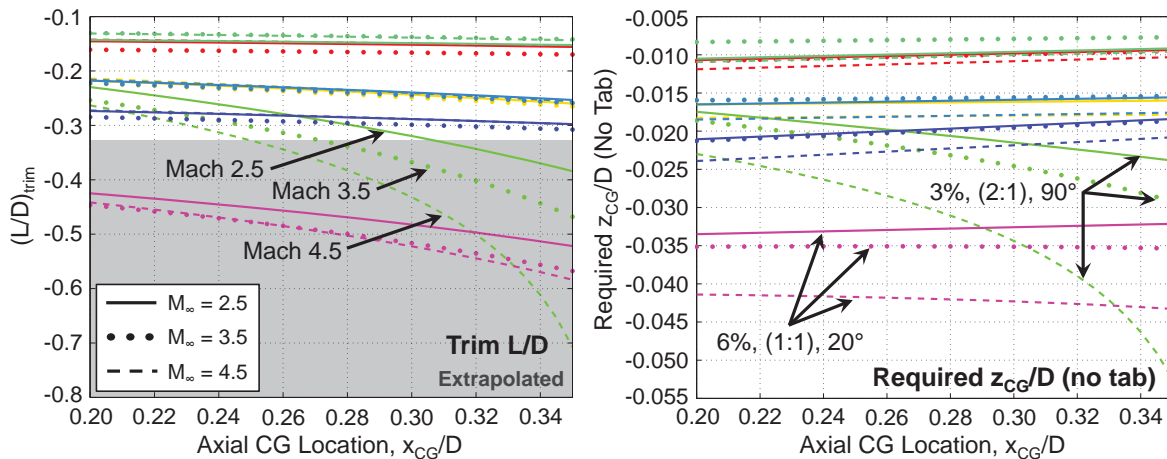 -0.1
-0.2
-0.3
-0.4
-0.5
-0.6
-0.7
-0.8
(L/D)trim
Mach 2.5
Mach 3.5
Mach 4.5
M∞ = 2.5
M∞ = 3.5
M∞ = 4.5
Trim L/D
Extrapolated
0.20 0.22 0.24 0.26 0.28 0.30 0.32 0.34
Axial CG Location, xCG/D
-0.005
-0.010
-0.015
-0.020
-0.025
-0.030
-0.035
-0.040
-0.045
-0.050
-0.055
Required zCG/D (No Tab)
3%, (2:1), 90°
6%, (1:1), 20°
Required zCG/D (no tab)
0.20 0.22 0.24 0.26 0.28 0.30 0.32 0.34
Axial CG Location, xCG/D